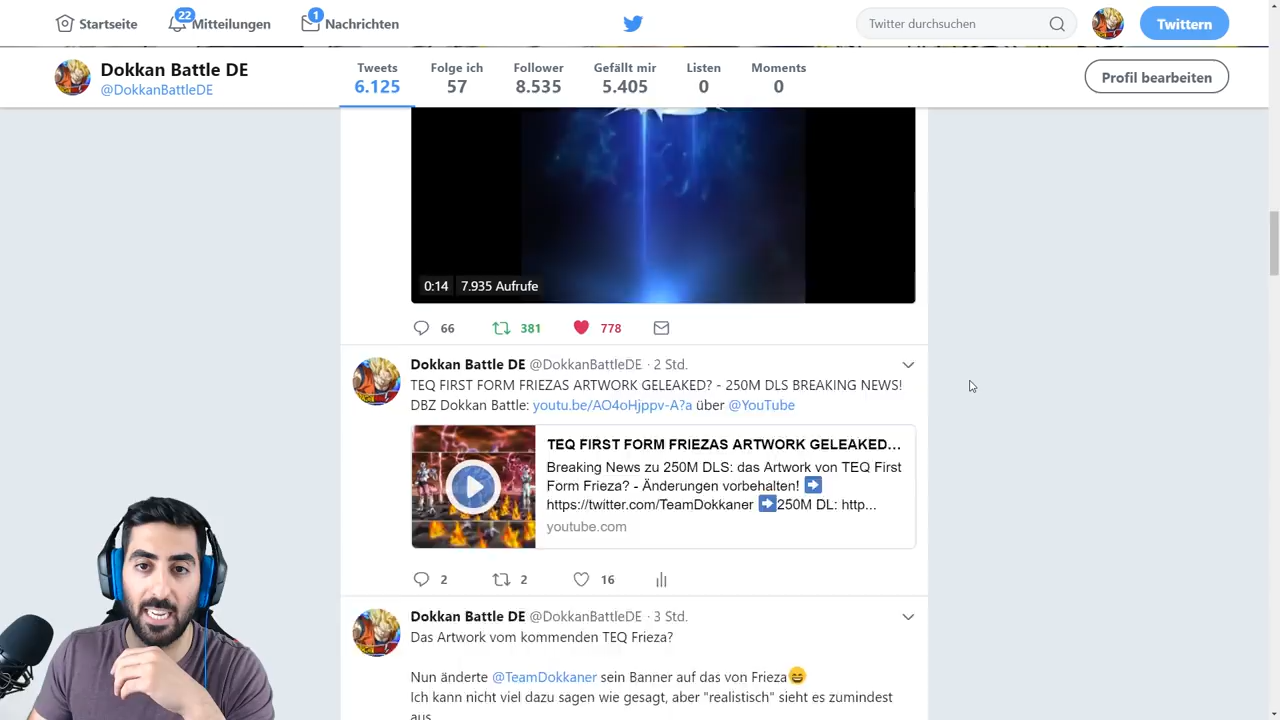 Startseite
22
Mitteilungen
1
Nachrichten
Twitter durchsuchen
Twittern
Dokkan Battle DE
@DokkanBattleDE
Tweets
6.125
Folge ich
57
Follower
8.535
Gefällt mir
5.405
Listen
0
Moments
0
Profil bearbeiten
0:14 7.935 Aufrufe
66 381 778
Dokkan Battle DE @DokkanBattleDE · 2 Std.
TEQ FIRST FORM FRIEZAS ARTWORK GELEAKED? - 250M DLS BREAKING NEWS!
DBZ Dokkan Battle: youtu.be/AO4oHjppv-A?a über @YouTube
TEQ FIRST FORM FRIEZAS ARTWORK GELEAKED...
Breaking News zu 250M DLS: das Artwork von TEQ First
Form Frieza? - Änderungen vorbehalten! ➡
https://twitter.com/TeamDokkaner ➡250M DL: http...
youtube.com
2 2 16
Dokkan Battle DE @DokkanBattleDE · 3 Std.
Das Artwork vom kommenden TEQ Frieza?
Nun änderte @TeamDokkaner sein Banner auf das von Frieza😄
Ich kann nicht viel dazu sagen wie gesagt, aber "realistisch" sieht es zumindest
aus